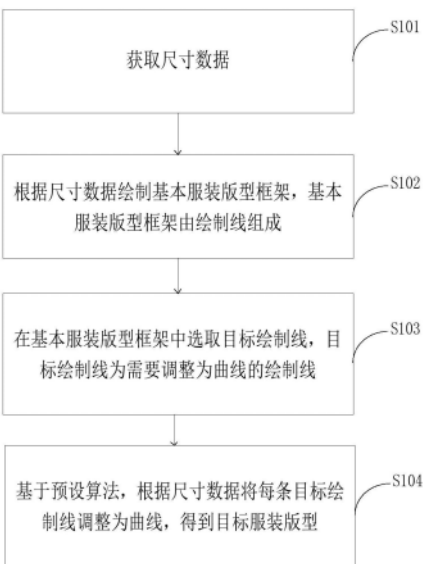 获取尺寸数据
S101
根据尺寸数据绘制基本服装版型框架，基本
服装版型框架由绘制线组成
S102
在基本服装版型框架中选取目标绘制线，目
标绘制线为需要调整为曲线的绘制线
S103
基于预设算法，根据尺寸数据将每条目标绘
制线调整为曲线，得到目标服装版型
S104